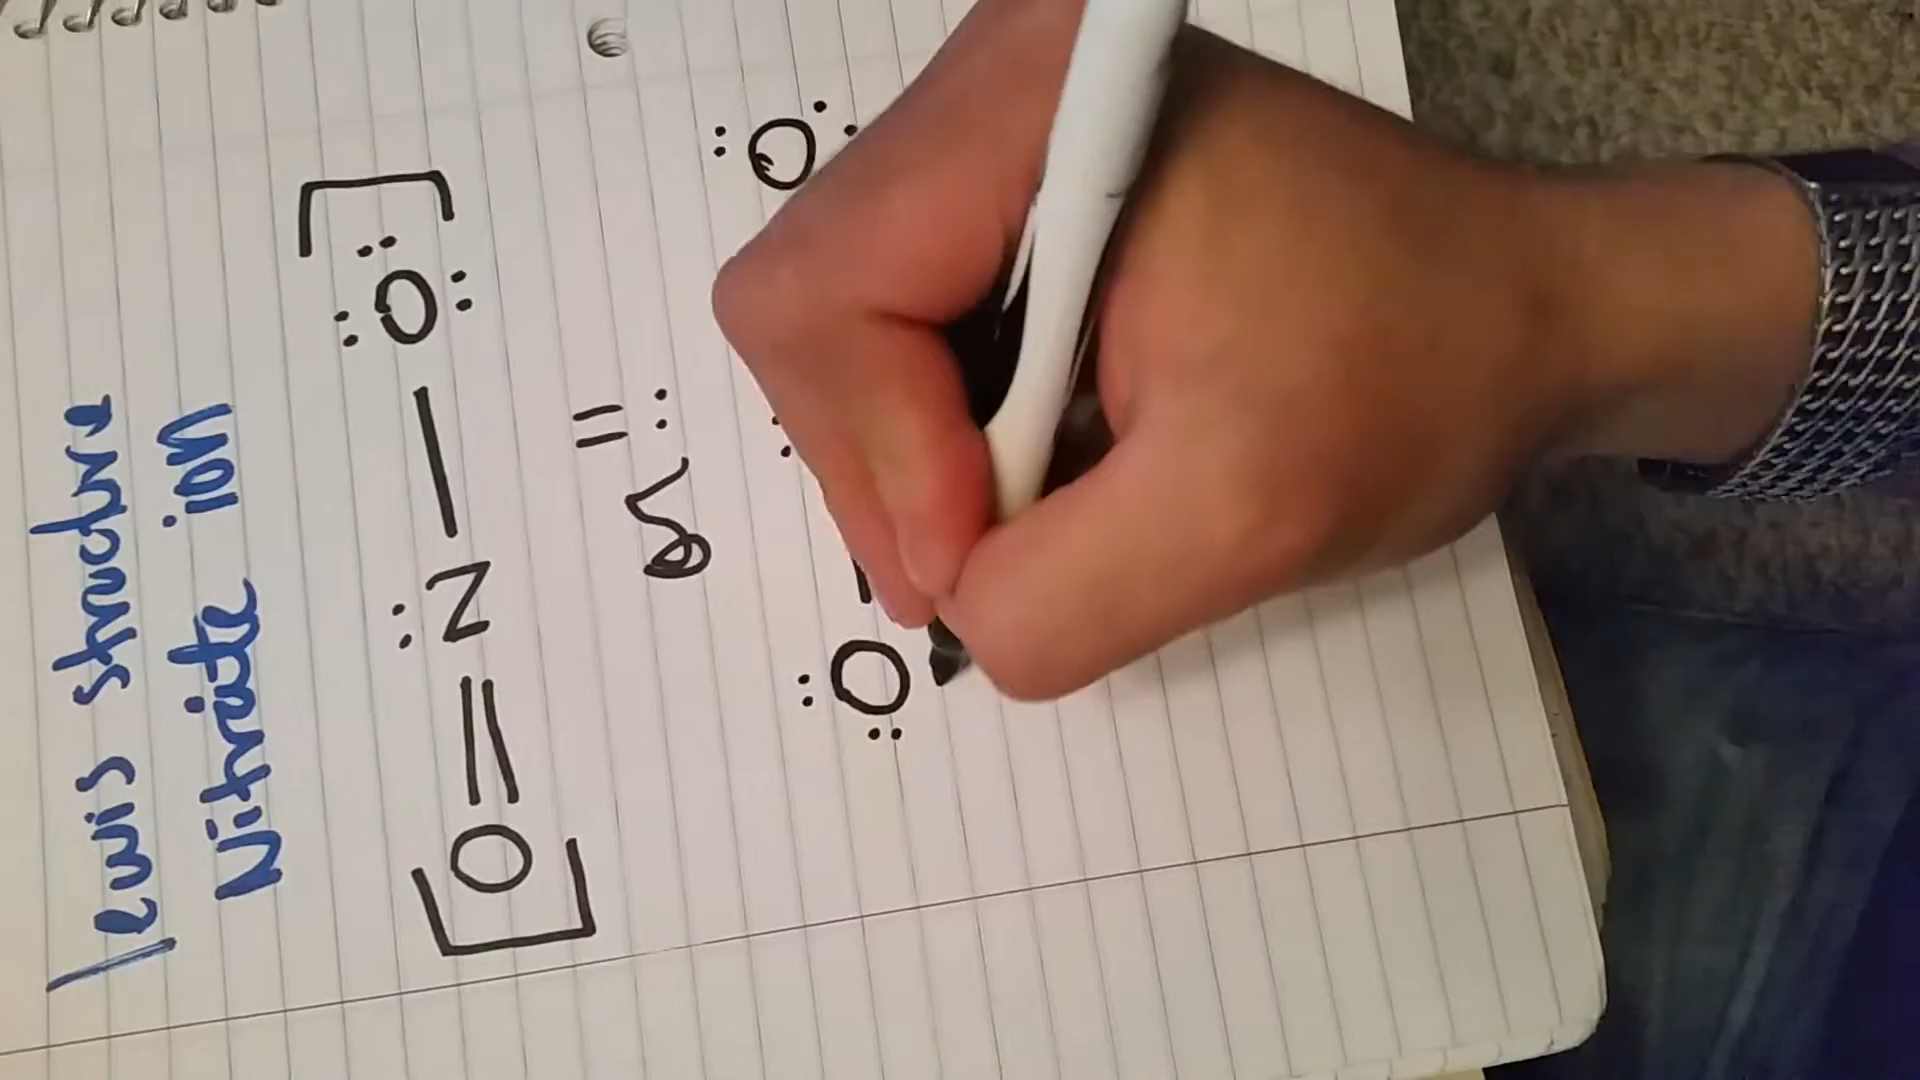 lewis structure
Nitrate ion
[:Ö: — N̈ = O]
= :
:O: :
:O: